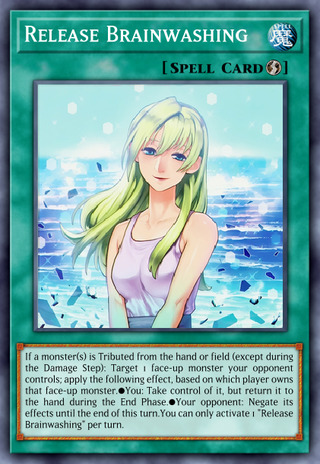 Release Brainwashing
魔
[Spell Card]
If a monster(s) is Tributed from the hand or field (except during
the Damage Step): Target 1 face-up monster your opponent
controls; apply the following effect, based on which player owns
that face-up monster.●You: Take control of it, but return it to
the hand during the End Phase.●Your opponent: Negate its
effects until the end of this turn.You can only activate 1 "Release
Brainwashing" per turn.